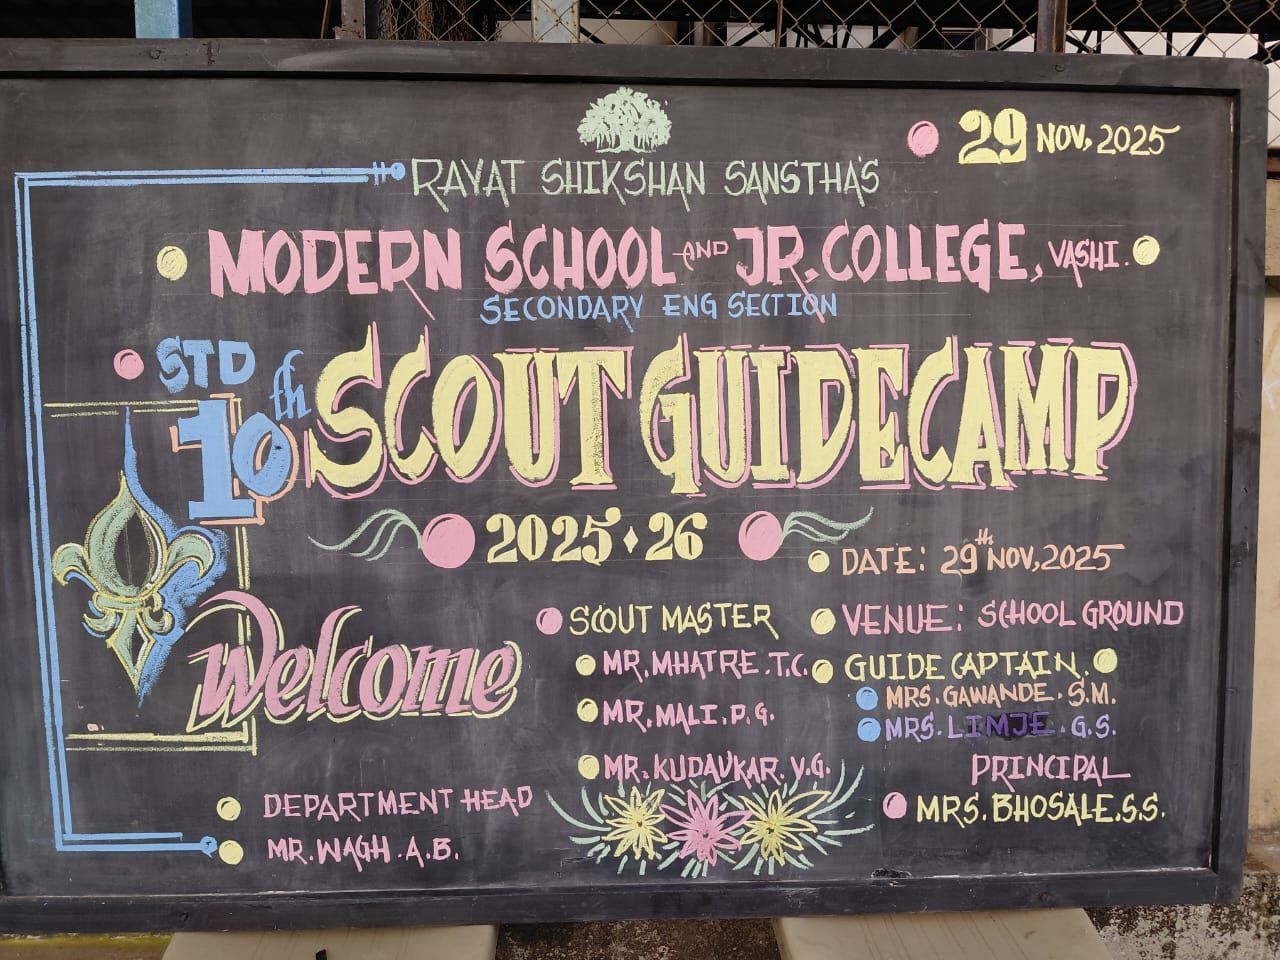 29 NOV, 2025
RAYAT SHIKSHAN SANSTHA'S
MODERN SCHOOL AND JR. COLLEGE, VASHI.
SECONDARY ENG SECTION
STD 10th SCOUT GUIDE CAMP
2025 • 26
DATE: 29th NOV, 2025
VENUE: SCHOOL GROUND
Welcome
SCOUT MASTER
MR. MHATRE. T.C.
MR. MALI. P. G.
MR. KUDAVKAR. V.G.
GUIDE CAPTAIN.
MRS. GAWANDE. S.M.
MRS. LIMJE. G.S.
PRINCIPAL
MRS. BHOSALE. S.S.
DEPARTMENT HEAD
MR. WAGH. A.B.